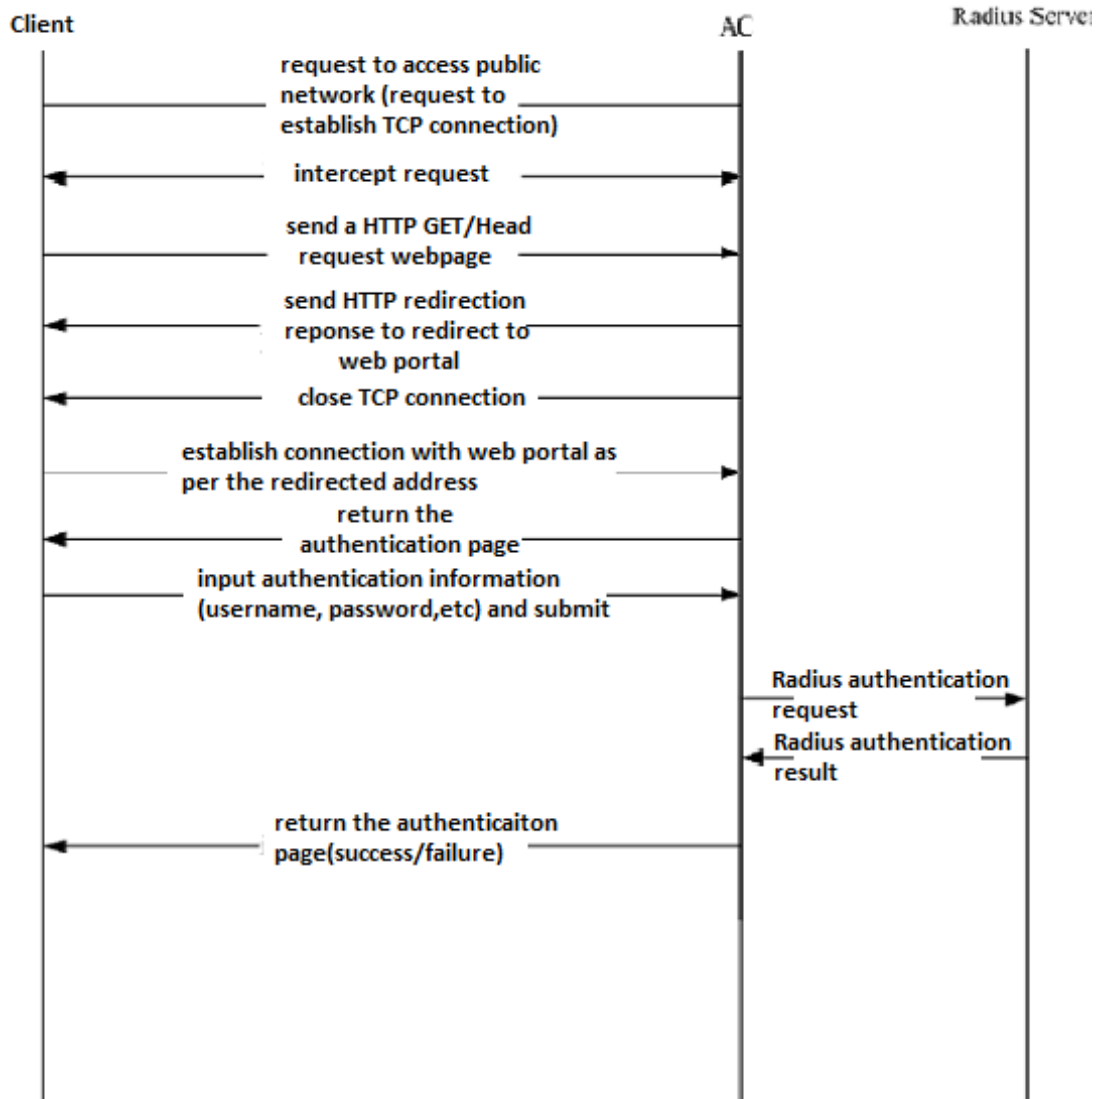 Client
AC
Radius Server
request to access public
network (request to
establish TCP connection)
intercept request
send a HTTP GET/Head
request webpage
send HTTP redirection
reponse to redirect to
web portal
close TCP connection
establish connection with web portal as
per the redirected address
return the
authentication page
input authentication information
(username, password,etc) and submit
Radius authentication
request
Radius authentication
result
return the authenticaiton
page(success/failure)